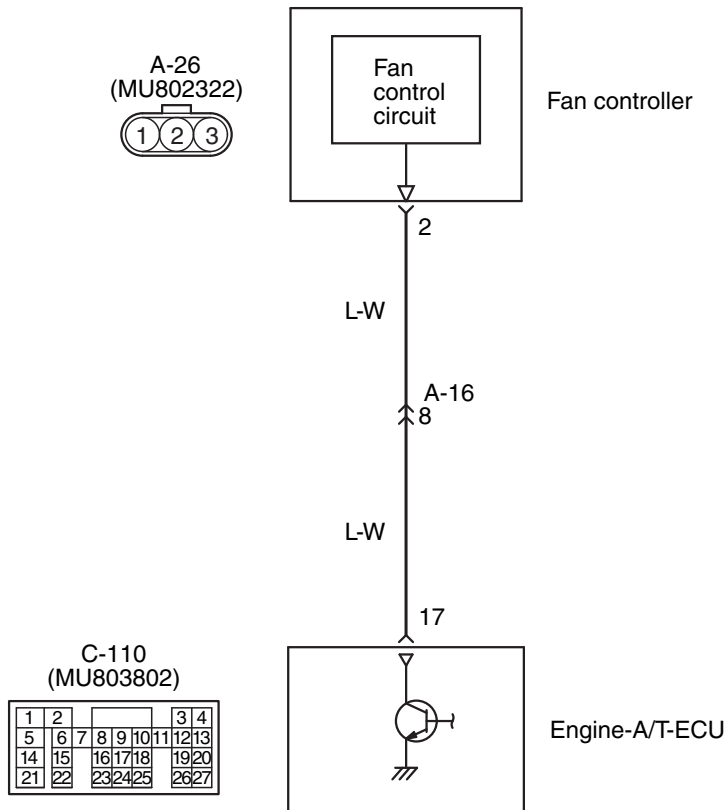 A-26
(MU802322)
1 2 3
Fan
control
circuit
Fan controller
2
L-W
A-16
8
L-W
17
C-110
(MU803802)
1 2 3 4
5 6 7 8 9 10 11 12 13
14 15 16 17 18 19 20
21 22 23 24 25 26 27
Engine-A/T-ECU